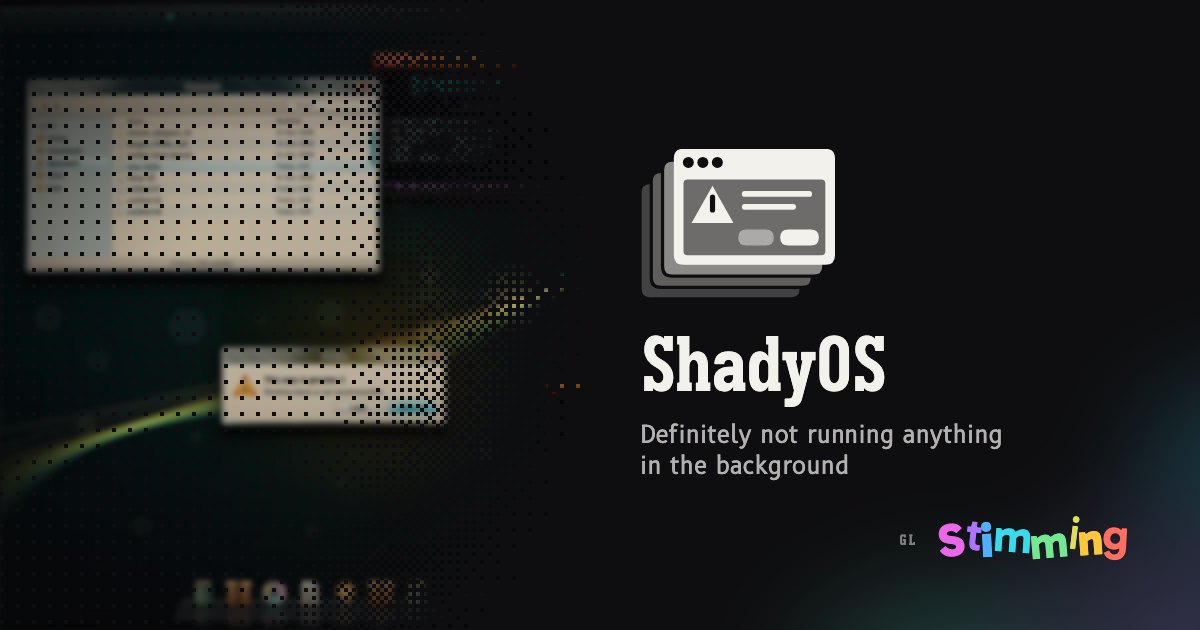 ShadyOS
Definitely not running anything
in the background
GL Stimming